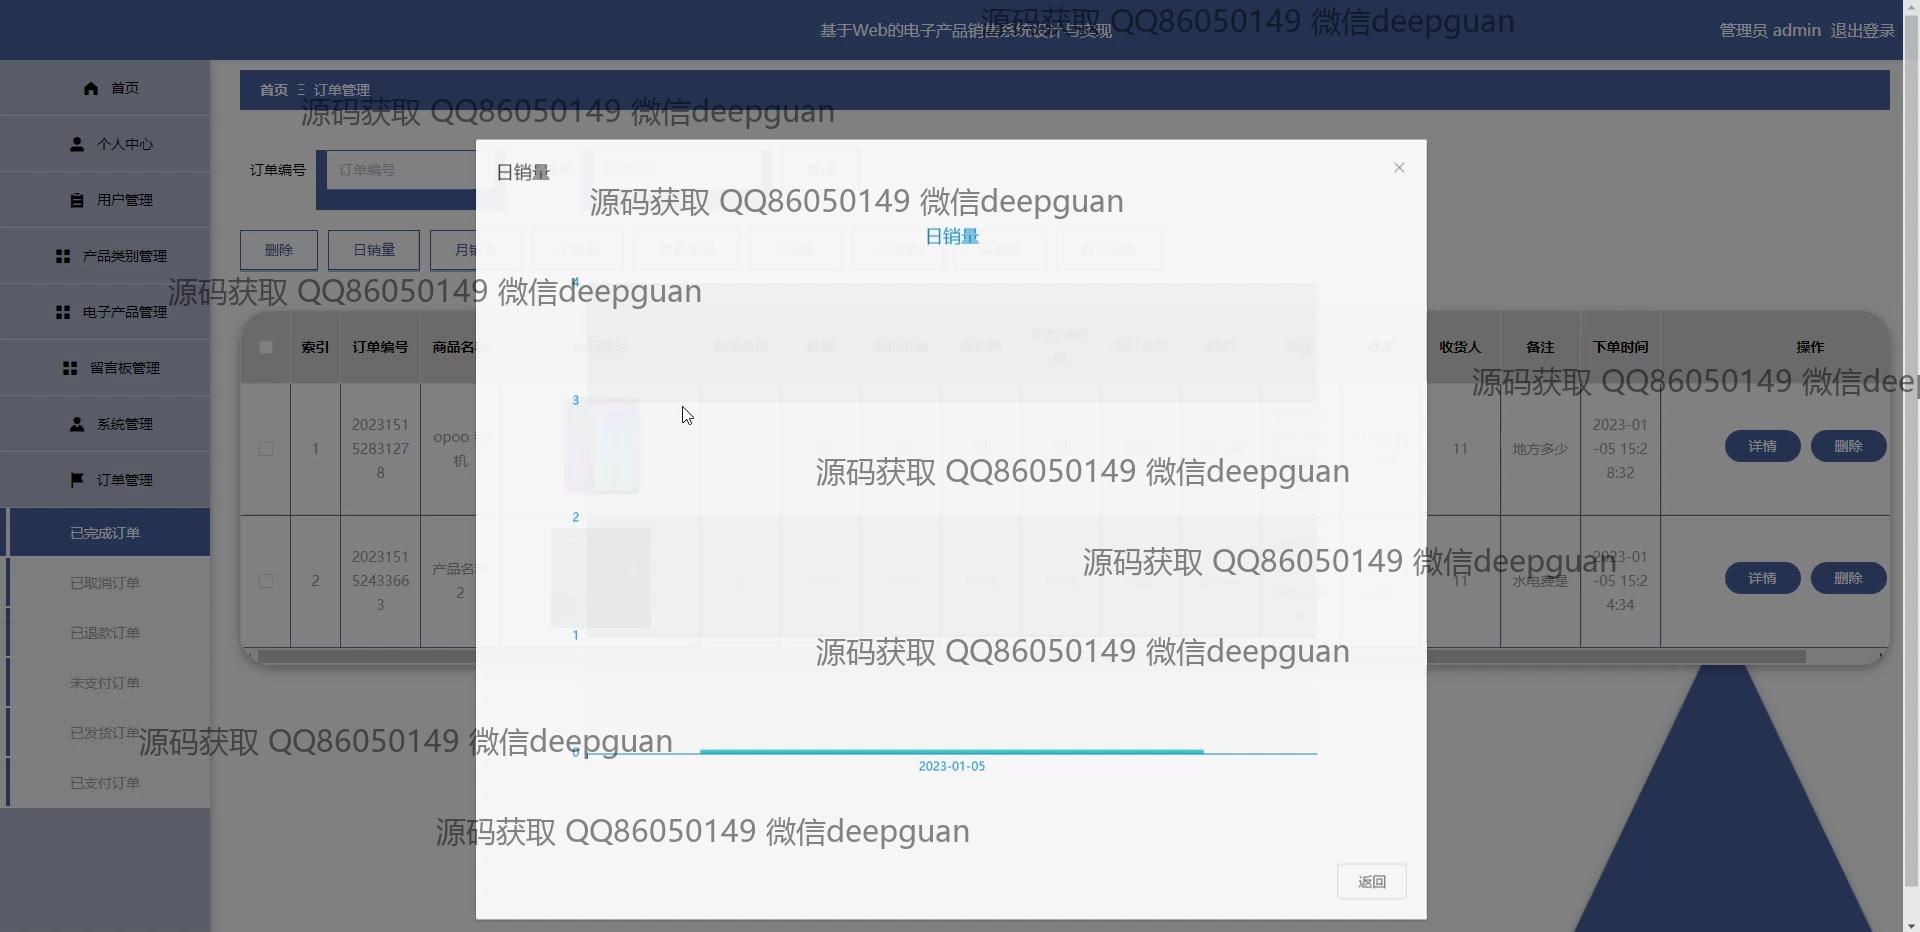 基于Web的电子产品销售系统设计与实现
管理员 admin 退出登录
源码获取 QQ86050149 微信deepguan
首页
个人中心
用户管理
产品类别管理
电子产品管理
留言板管理
系统管理
订单管理
已完成订单
已取消订单
已退款订单
未支付订单
已发货订单
已支付订单
首页 Ξ 订单管理
源码获取 QQ86050149 微信deepguan
订单编号 订单编号
删除 日销量
源码获取 QQ86050149 微信deepguan
索引 订单编号 收货人 备注 下单时间 操作
1
2023151
5283127
8
opoo
机
11
地方多少
2023-01
-05 15:2
8:32
详情 删除
2
2023151
5243366
3
产品名
2
11
水电费是
2023-01
-05 15:2
4:34
详情 删除
日销量
×
源码获取 QQ86050149 微信deepguan
日销量
4
3
2
1
0
2023-01-05
源码获取 QQ86050149 微信deep
源码获取 QQ86050149 微信deepguan
源码获取 QQ86050149 微信deepguan
源码获取 QQ86050149 微信deepguan
源码获取 QQ86050149 微信deepguan
源码获取 QQ86050149 微信deepguan
返回